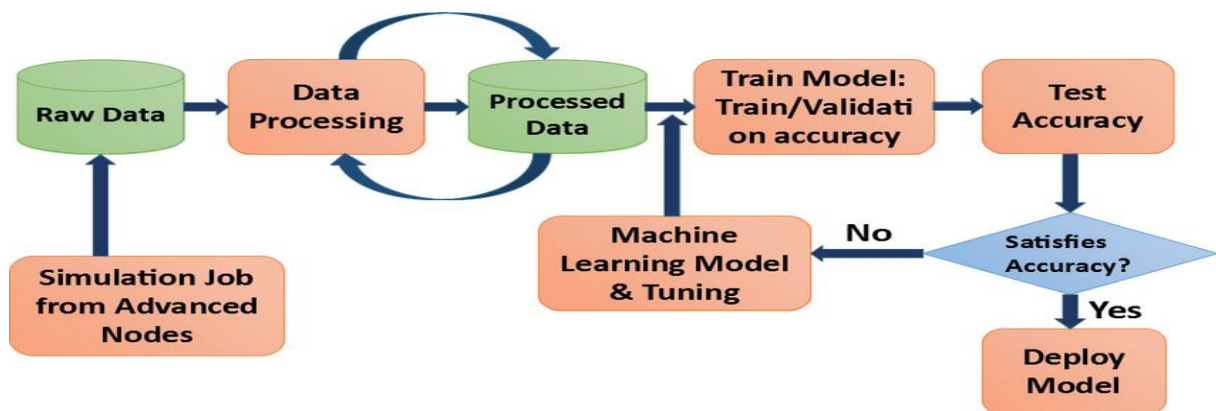 Raw Data
Data
Processing
Processed
Data
Train Model:
Train/Validati
on accuracy
Test
Accuracy
Simulation Job
from Advanced
Nodes
Machine
Learning Model
& Tuning
No
Satisfies
Accuracy?
Yes
Deploy
Model